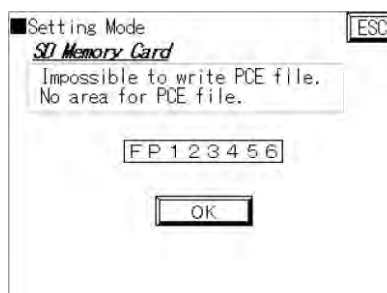 ■Setting Mode
ESC
SD Memory Card
Impossible to write PCE file.
No area for PCE file.
FP123456
OK